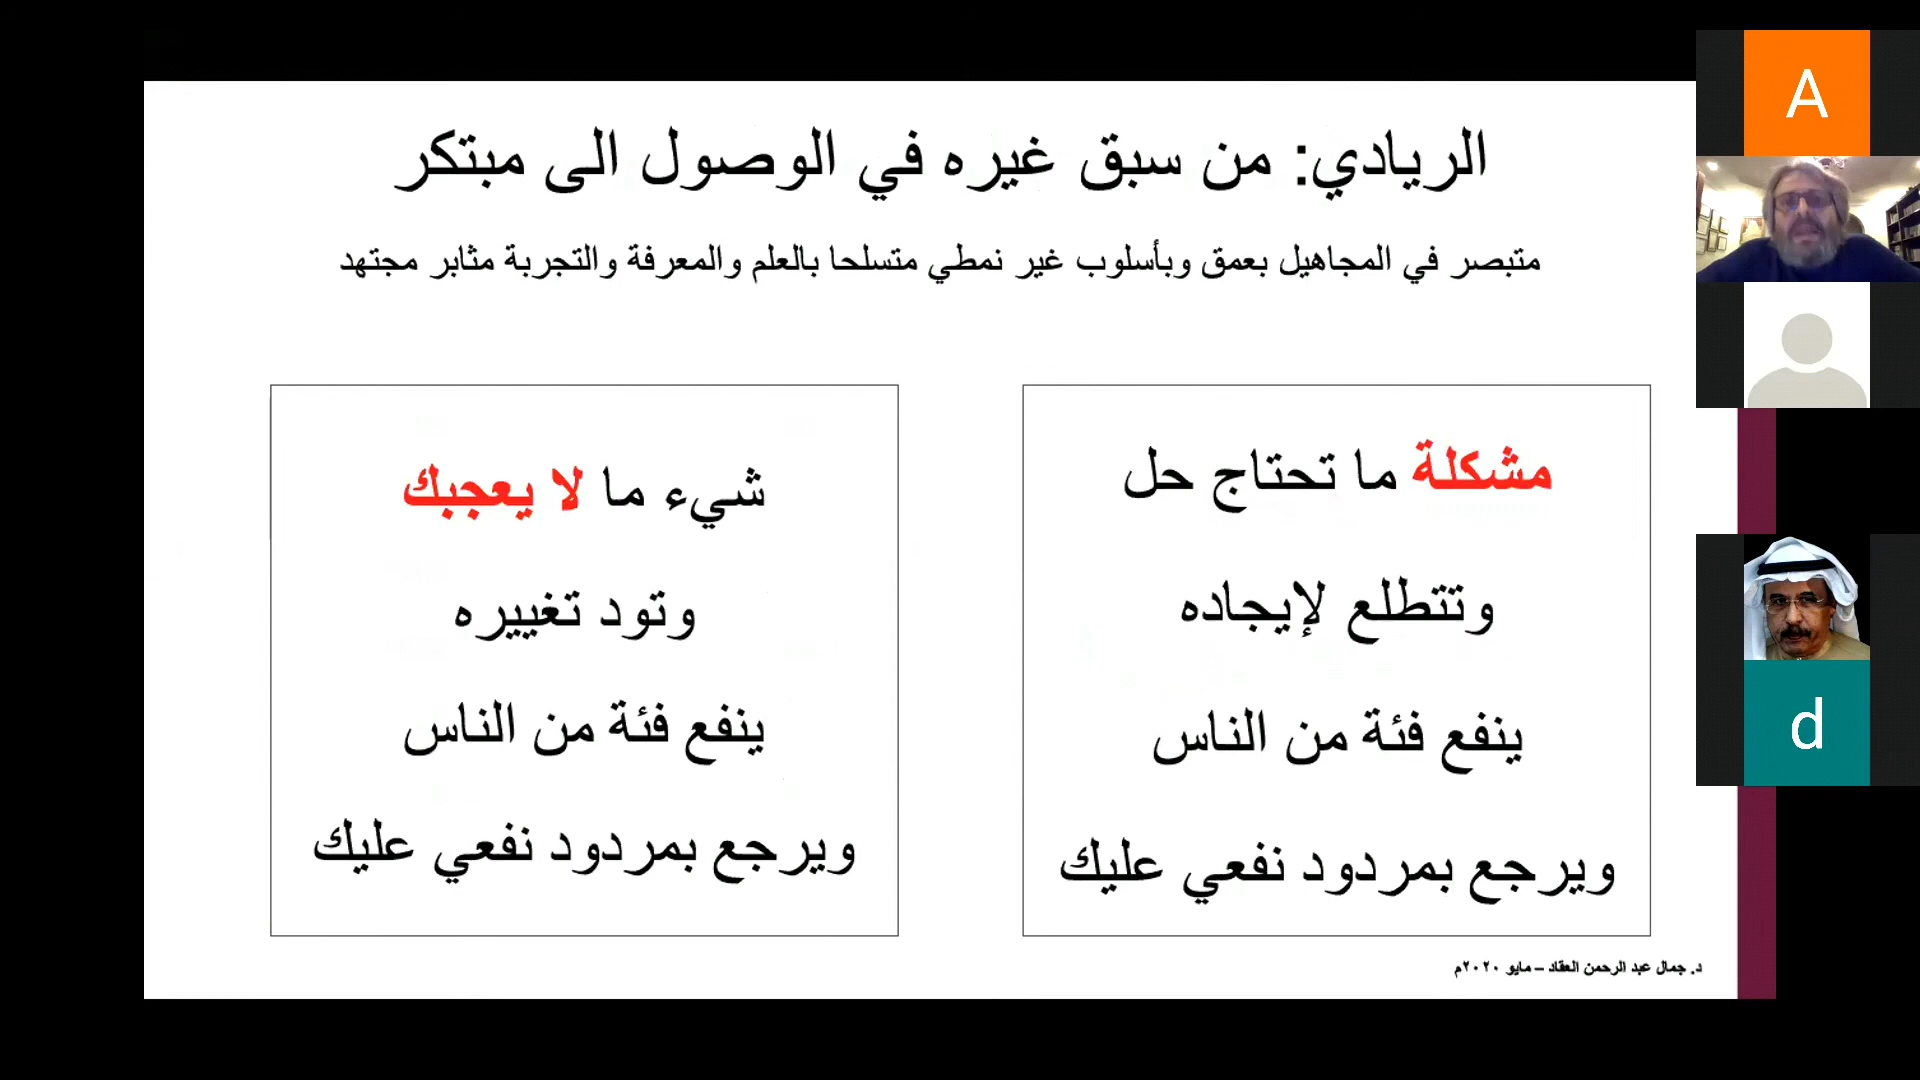 الريادي: من سبق غيره في الوصول الى مبتكر
متبصر في المجاهيل بعمق وبأسلوب غير نمطي متسلحا بالعلم والمعرفة والتجربة مثابر مجتهد
مشكلة ما تحتاج حل
وتتطلع لإيجاده
ينفع فئة من الناس
ويرجع بمردود نفعي عليك
شيء ما لا يعجبك
وتود تغييره
ينفع فئة من الناس
ويرجع بمردود نفعي عليك
د. جمال عبد الرحمن العقاد – مايو ٢٠٢٠م
A
d